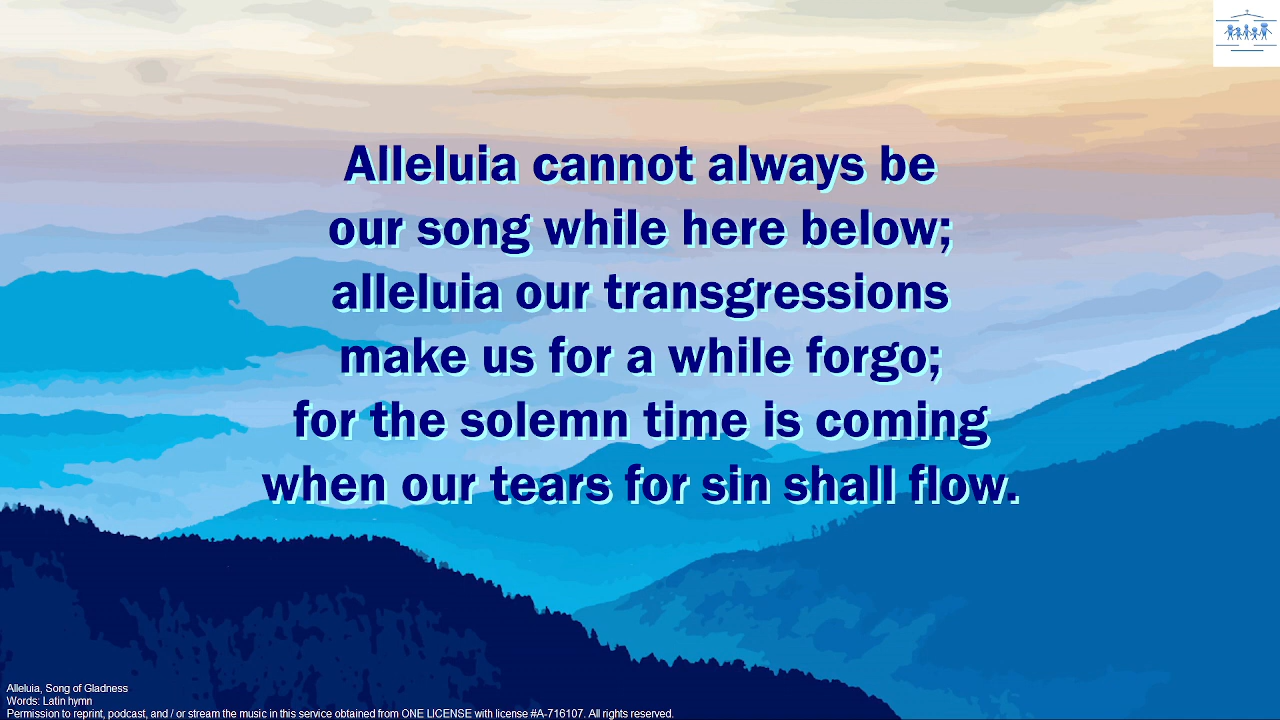 Alleluia cannot always be
our song while here below;
alleluia our transgressions
make us for a while forgo;
for the solemn time is coming
when our tears for sin shall flow.
Alleluia, Song of Gladness
Words: Latin hymn
Permission to reprint, podcast, and / or stream the music in this service obtained from ONE LICENSE with license #A-716107. All rights reserved.